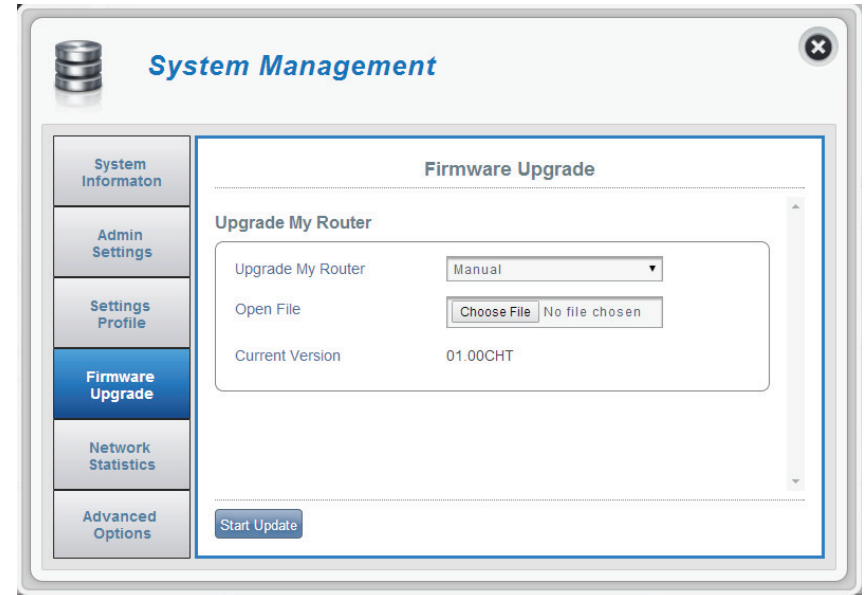 System Management
System
Informaton
Admin
Settings
Settings
Profile
Firmware
Upgrade
Network
Statistics
Advanced
Options
Firmware Upgrade
Upgrade My Router
Upgrade My Router Manual
Open File Choose File No file chosen
Current Version 01.00CHT
Start Update